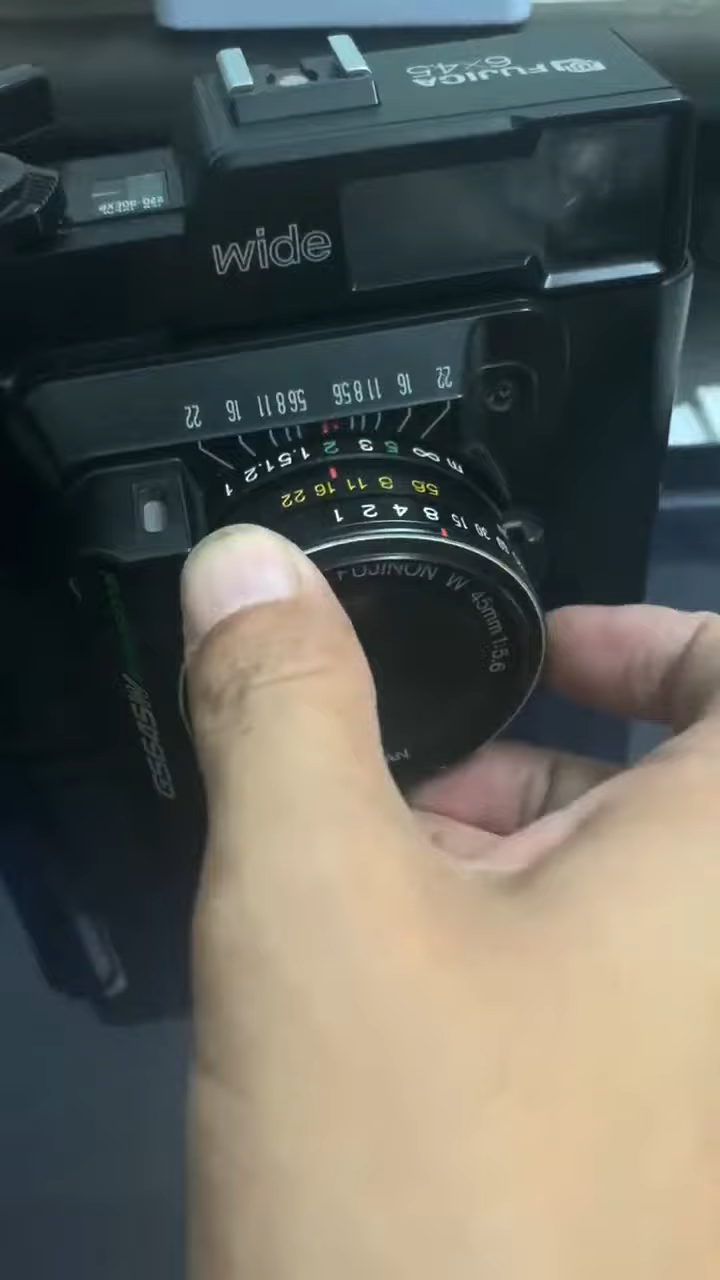 FUJICA
6×4.5
wide
22 16 11 8 5.6 5.6 8 11 16 22
1 1.2 1.5 2 3 5 ∞ m
22 16 11 8 5.6
1 2 4 8 15 30
FUJINON W 45mm 1:5.6
GS645W